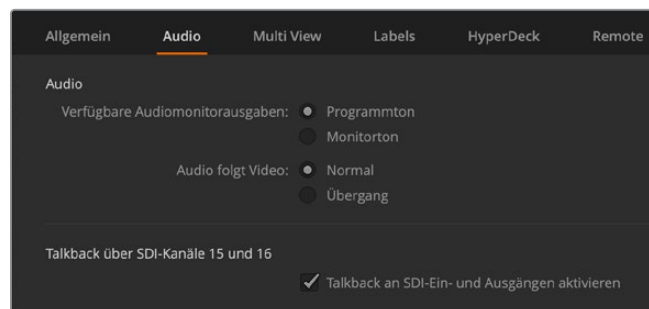 Allgemein Audio Multi View Labels HyperDeck Remote
Audio
Verfügbare Audiomonitorausgaben: Programmton
Monitorton
Audio folgt Video: Normal
Übergang
Talkback über SDI-Kanäle 15 und 16
Talkback an SDI-Ein- und Ausgängen aktivieren